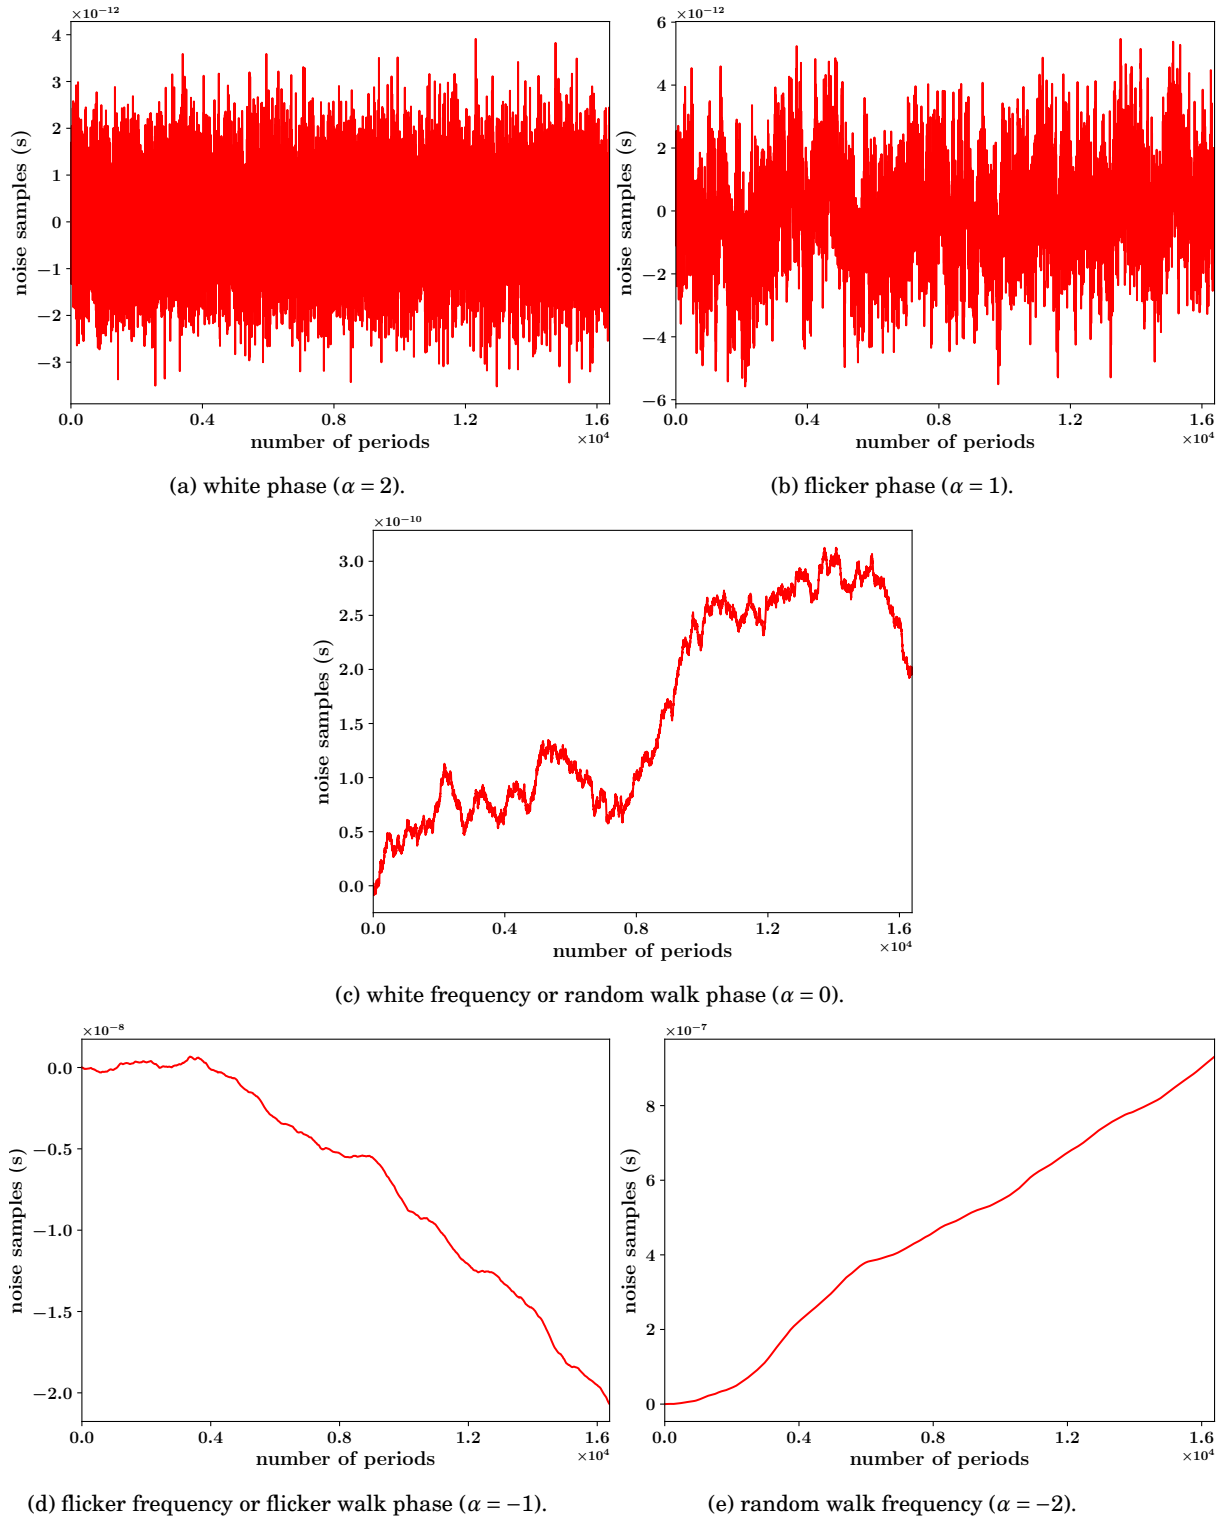 ×10⁻¹²
4
3
2
1
0
−1
−2
−3
noise samples (s)
0.0 0.4 0.8 1.2 1.6
×10⁴
number of periods
(a) white phase (α = 2).
×10⁻¹²
6
4
2
0
−2
−4
−6
noise samples (s)
0.0 0.4 0.8 1.2 1.6
×10⁴
number of periods
(b) flicker phase (α = 1).
×10⁻¹⁰
3.0
2.5
2.0
1.5
1.0
0.5
0.0
noise samples (s)
0.0 0.4 0.8 1.2 1.6
×10⁴
number of periods
(c) white frequency or random walk phase (α = 0).
×10⁻⁸
0.0
−0.5
−1.0
−1.5
−2.0
noise samples (s)
0.0 0.4 0.8 1.2 1.6
×10⁴
number of periods
(d) flicker frequency or flicker walk phase (α = −1).
×10⁻⁷
8
6
4
2
0
noise samples (s)
0.0 0.4 0.8 1.2 1.6
×10⁴
number of periods
(e) random walk frequency (α = −2).